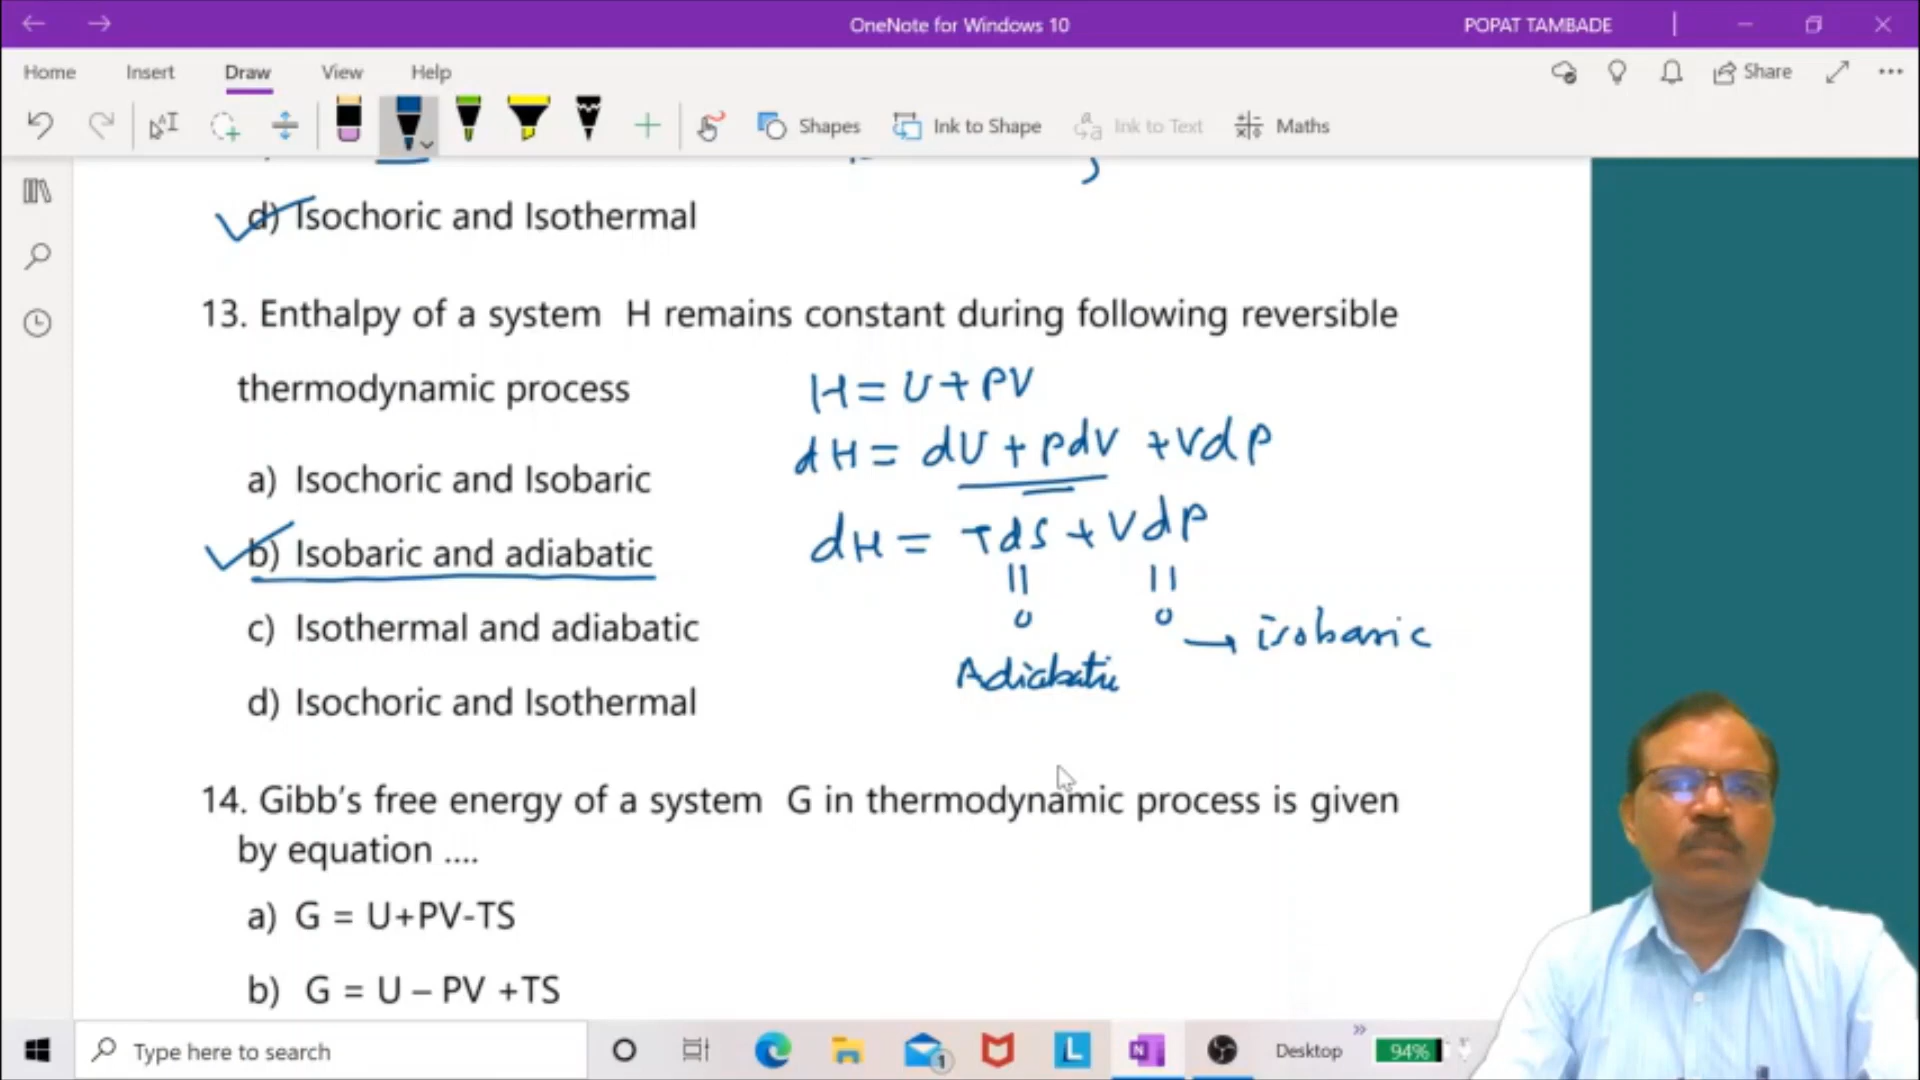 OneNote for Windows 10
POPAT TAMBADE
Home Insert Draw View Help
Share
Shapes Ink to Shape Ink to Text Maths
d) Isochoric and Isothermal
13. Enthalpy of a system H remains constant during following reversible
thermodynamic process
H = U + PV
dH = dU + PdV + VdP
a) Isochoric and Isobaric
dH = TdS + VdP
b) Isobaric and adiabatic
|| ||
0 0
→ isobaric
c) Isothermal and adiabatic
Adiabatic
d) Isochoric and Isothermal
14. Gibb's free energy of a system G in thermodynamic process is given
by equation ....
a) G = U+PV-TS
b) G = U – PV +TS
Type here to search
1
L
N
Desktop
94%